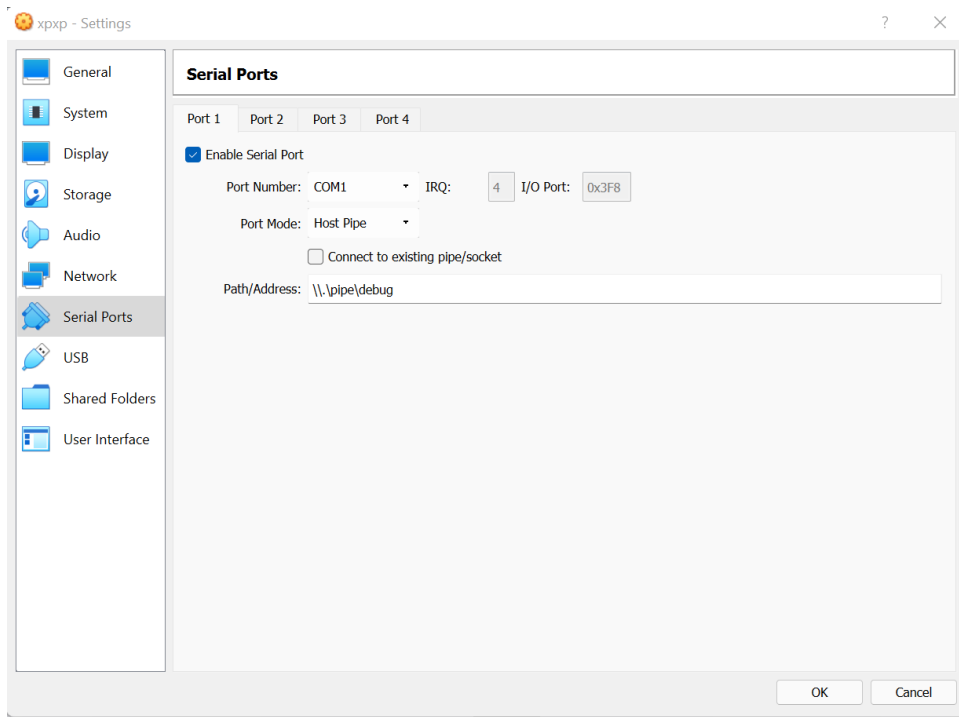 xpxp - Settings
?
General
System
Display
Storage
Audio
Network
Serial Ports
USB
Shared Folders
User Interface
Serial Ports
Port 1 Port 2 Port 3 Port 4
Enable Serial Port
Port Number: COM1 IRQ: 4 I/O Port: 0x3F8
Port Mode: Host Pipe
Connect to existing pipe/socket
Path/Address: \\.\pipe\debug
OK Cancel